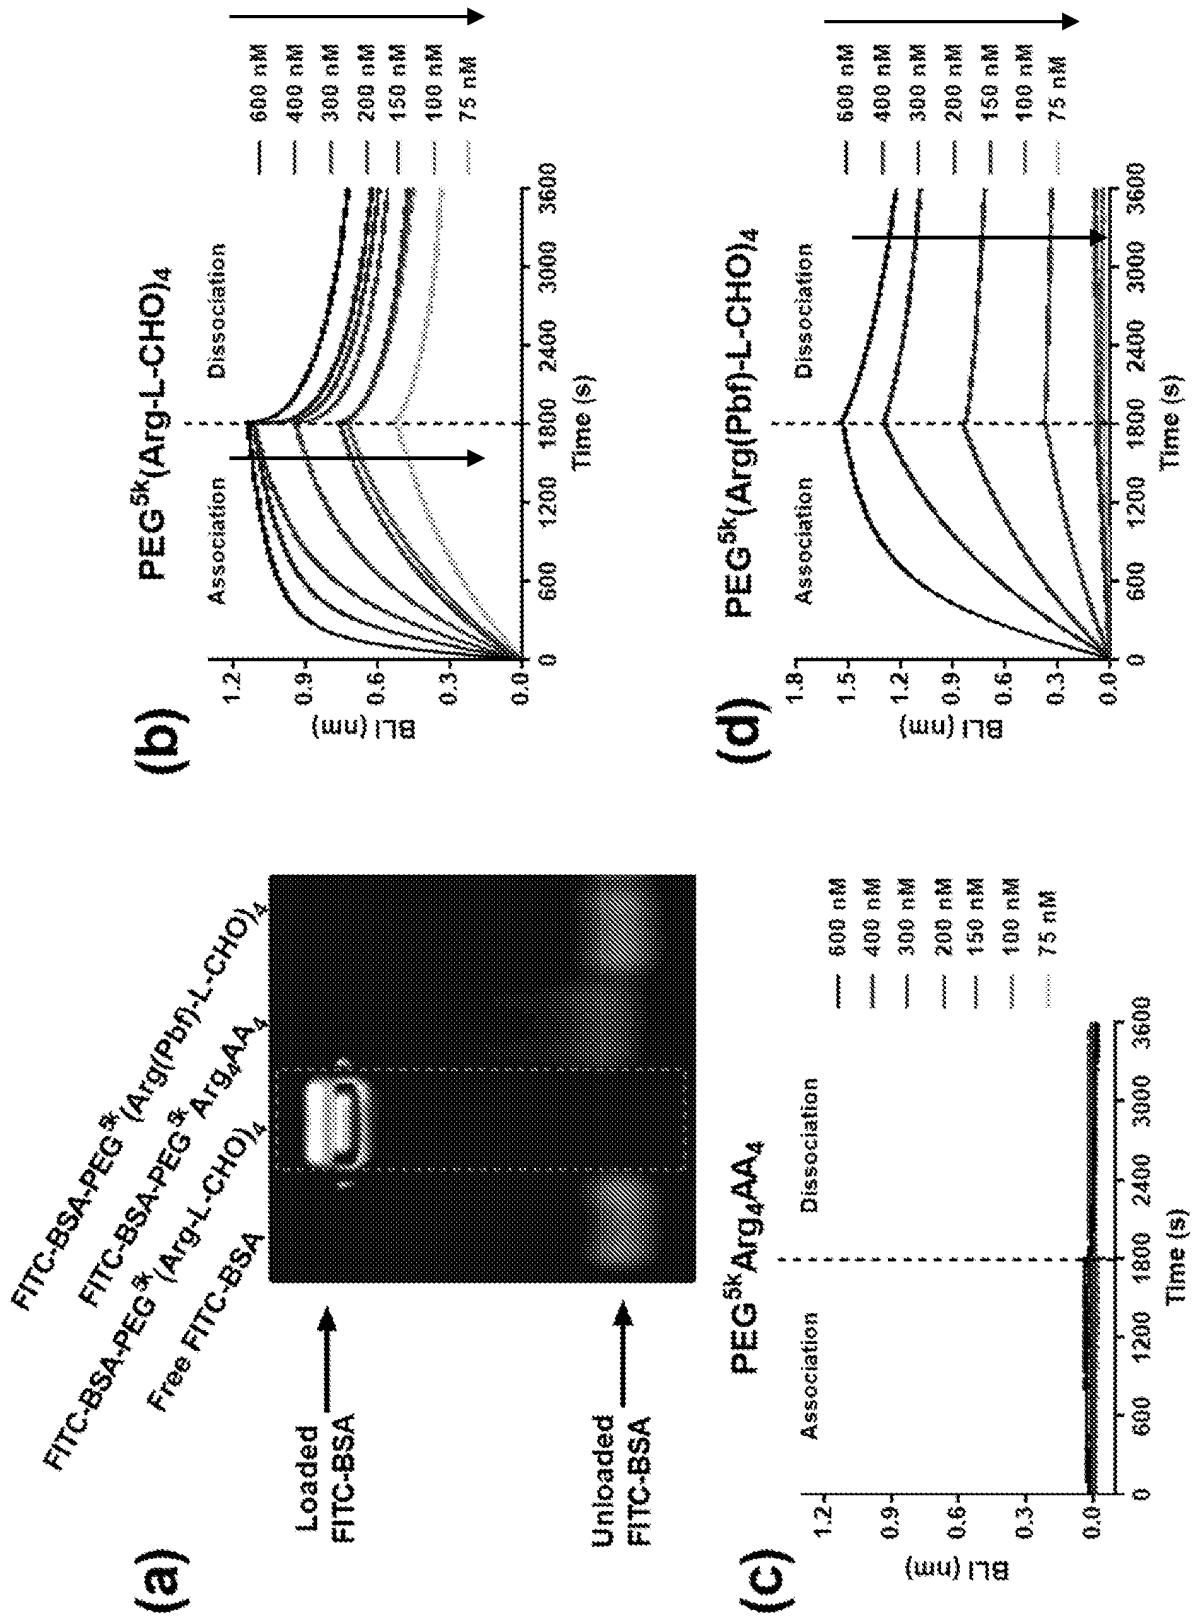 (a)
FITC-BSA-PEG5k(Arg(Pbf)-L-CHO)4
FITC-BSA-PEG5k Arg4AA4
FITC-BSA-PEG5k(Arg-L-CHO)4
Free FITC-BSA
Loaded
FITC-BSA
Unloaded
FITC-BSA
(b)
PEG5k(Arg-L-CHO)4
Association
Dissociation
BLI (nm)
1.2
0.9
0.6
0.3
0.0
0 600 1200 1800 2400 3000 3600
Time (s)
600 nM
400 nM
300 nM
200 nM
150 nM
100 nM
75 nM
(c)
PEG5kArg4AA4
Association
Dissociation
BLI (nm)
1.2
0.9
0.6
0.3
0.0
0 600 1200 1800 2400 3000 3600
Time (s)
600 nM
400 nM
300 nM
200 nM
150 nM
100 nM
75 nM
(d)
PEG5k(Arg(Pbf)-L-CHO)4
Association
Dissociation
BLI (nm)
1.8
1.5
1.2
0.9
0.6
0.3
0.0
0 600 1200 1800 2400 3000 3600
Time (s)
600 nM
400 nM
300 nM
200 nM
150 nM
100 nM
75 nM